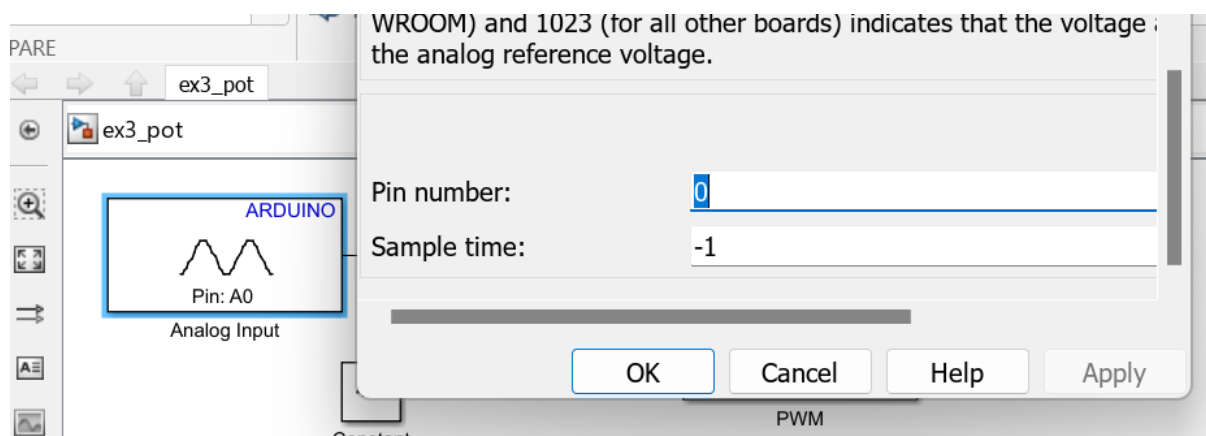 WROOM) and 1023 (for all other boards) indicates that the voltage
the analog reference voltage.
PARE
ex3_pot
ex3_pot
Pin number:
0
Sample time:
-1
ARDUINO
Pin: A0
Analog Input
OK
Cancel
Help
Apply
PWM